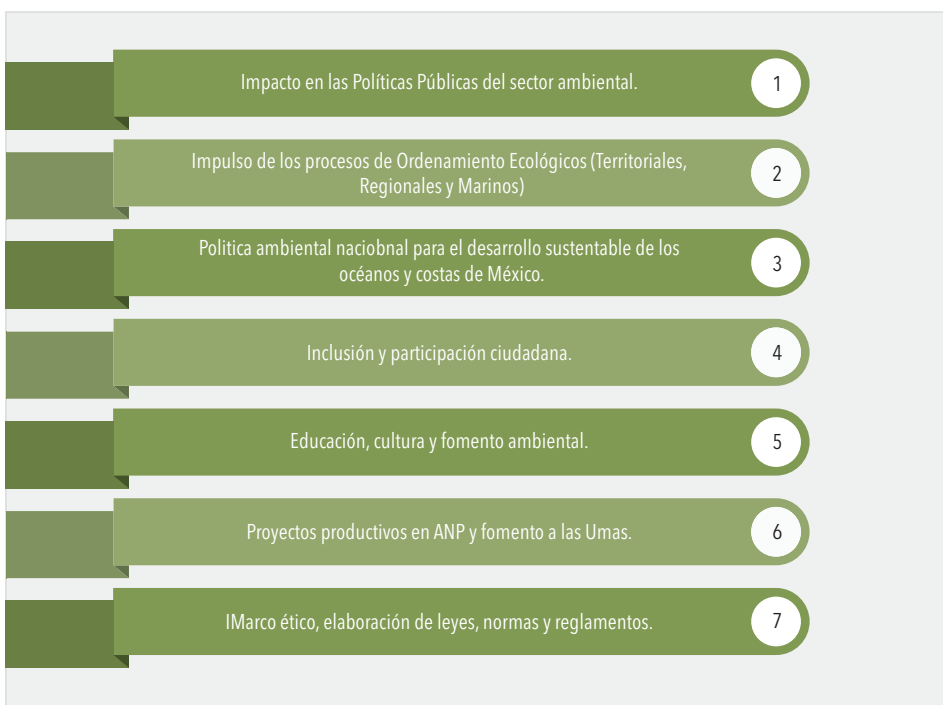 Impacto en las Políticas Públicas del sector ambiental.
1
Impulso de los procesos de Ordenamiento Ecológicos (Territoriales,
Regionales y Marinos)
2
Politica ambiental naciobnal para el desarrollo sustentable de los
océanos y costas de México.
3
Inclusión y participación ciudadana.
4
Educación, cultura y fomento ambiental.
5
Proyectos productivos en ANP y fomento a las Umas.
6
IMarco ético, elaboración de leyes, normas y reglamentos.
7